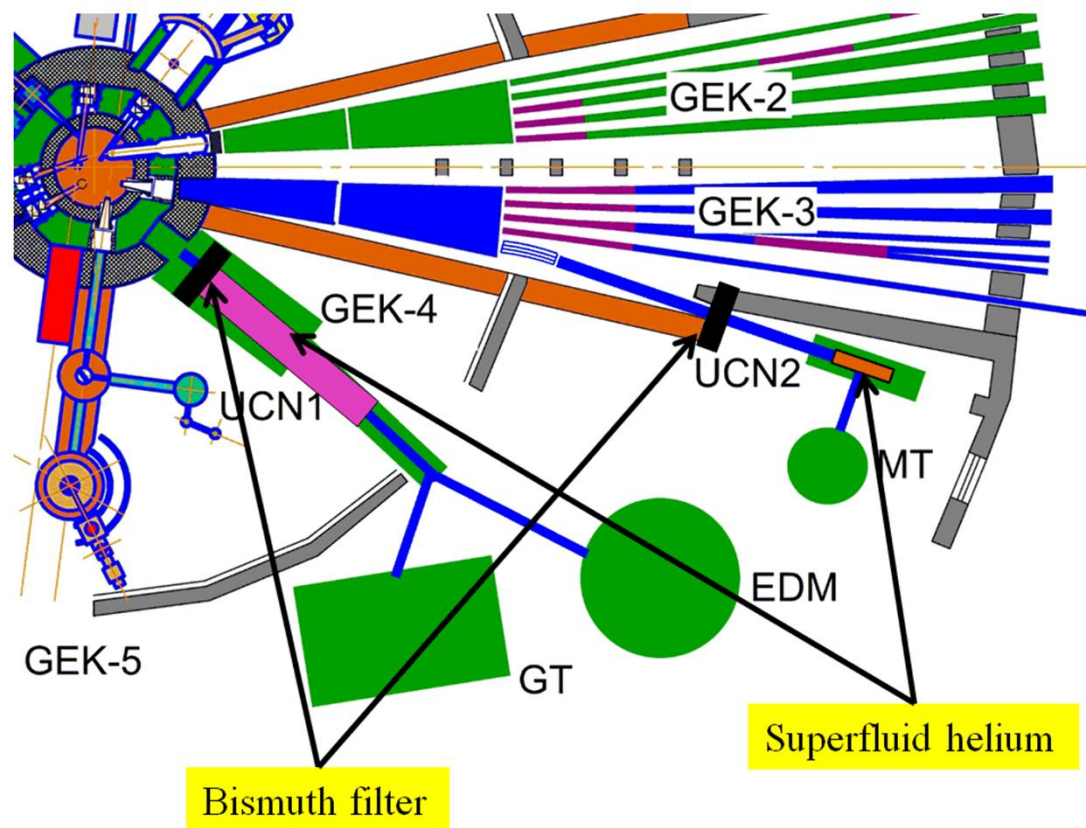 GEK-2
GEK-3
GEK-4
UCN1
UCN2
MT
EDM
GEK-5
GT
Superfluid helium
Bismuth filter